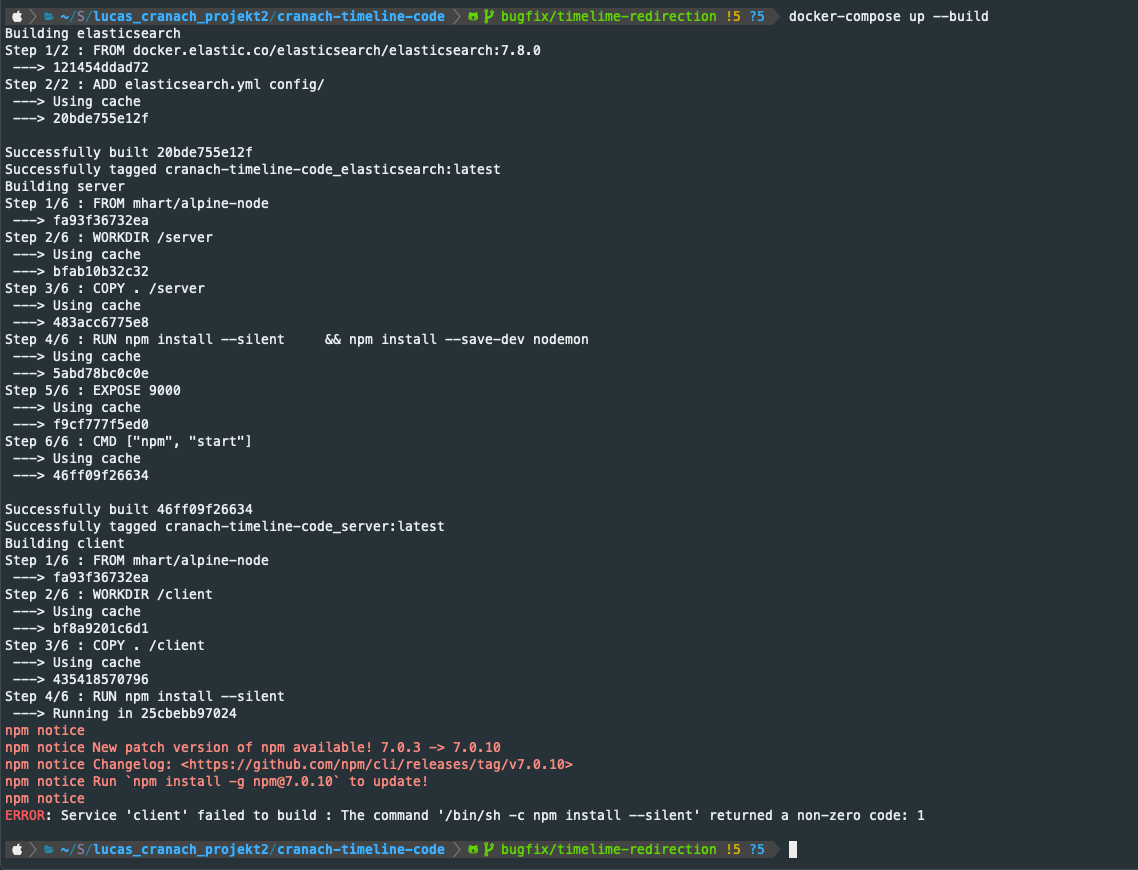 ~/S/lucas_cranach_projekt2/cranach-timeline-code bugfix/timelime-redirection !5 ?5 docker-compose up --build
Building elasticsearch
Step 1/2 : FROM docker.elastic.co/elasticsearch/elasticsearch:7.8.0
---> 121454ddad72
Step 2/2 : ADD elasticsearch.yml config/
---> Using cache
---> 20bde755e12f
Successfully built 20bde755e12f
Successfully tagged cranach-timeline-code_elasticsearch:latest
Building server
Step 1/6 : FROM mhart/alpine-node
---> fa93f36732ea
Step 2/6 : WORKDIR /server
---> Using cache
---> bfab10b32c32
Step 3/6 : COPY . /server
---> Using cache
---> 483acc6775e8
Step 4/6 : RUN npm install --silent     && npm install --save-dev nodemon
---> Using cache
---> 5abd78bc0c0e
Step 5/6 : EXPOSE 9000
---> Using cache
---> f9cf777f5ed0
Step 6/6 : CMD ["npm", "start"]
---> Using cache
---> 46ff09f26634
Successfully built 46ff09f26634
Successfully tagged cranach-timeline-code_server:latest
Building client
Step 1/6 : FROM mhart/alpine-node
---> fa93f36732ea
Step 2/6 : WORKDIR /client
---> Using cache
---> bf8a9201c6d1
Step 3/6 : COPY . /client
---> Using cache
---> 435418570796
Step 4/6 : RUN npm install --silent
---> Running in 25cbebb97024
npm notice
npm notice New patch version of npm available! 7.0.3 -> 7.0.10
npm notice Changelog: <https://github.com/npm/cli/releases/tag/v7.0.10>
npm notice Run `npm install -g npm@7.0.10` to update!
npm notice
ERROR: Service 'client' failed to build : The command '/bin/sh -c npm install --silent' returned a non-zero code: 1
~/S/lucas_cranach_projekt2/cranach-timeline-code bugfix/timelime-redirection !5 ?5